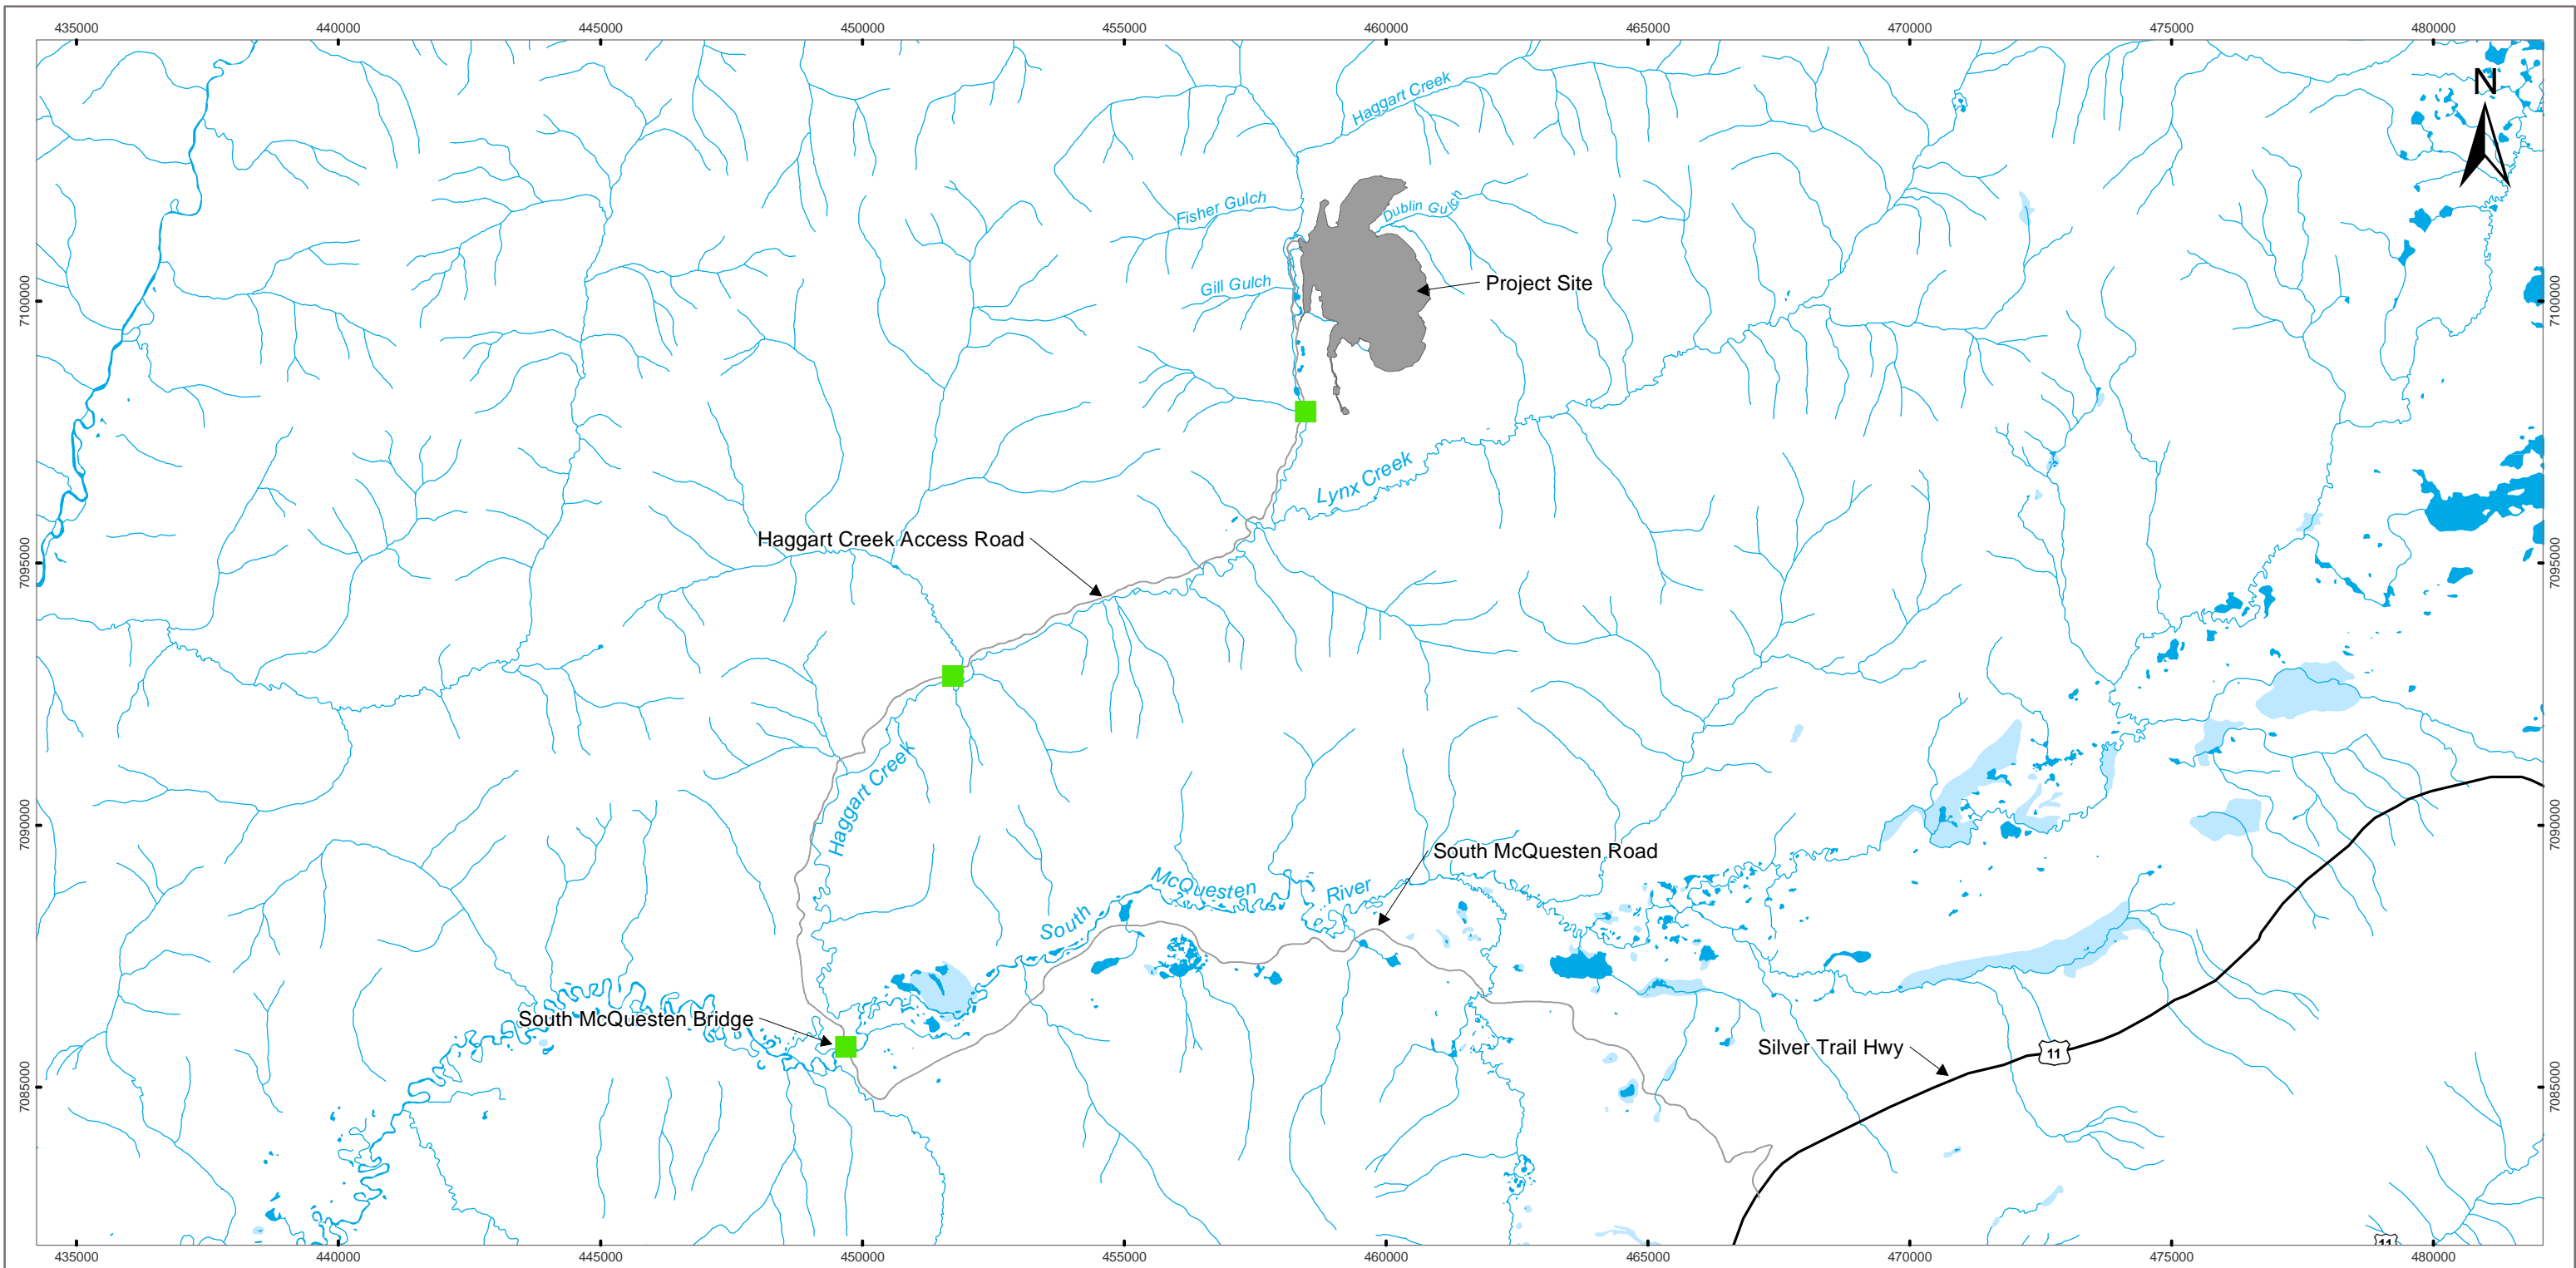 435000 440000 445000 450000 455000 460000 465000 470000 475000 480000
N
Haggart Creek
Fisher Gulch
Dublin Gulch
Gill Gulch
Project Site
7100000 7100000
Lynx Creek
Haggart Creek Access Road
7095000 7095000
Haggart Creek
7090000 7090000
South McQuesten Road
South McQuesten River
South McQuesten Bridge
Silver Trail Hwy
11
7085000 7085000
11
435000 440000 445000 450000 455000 460000 465000 470000 475000 480000